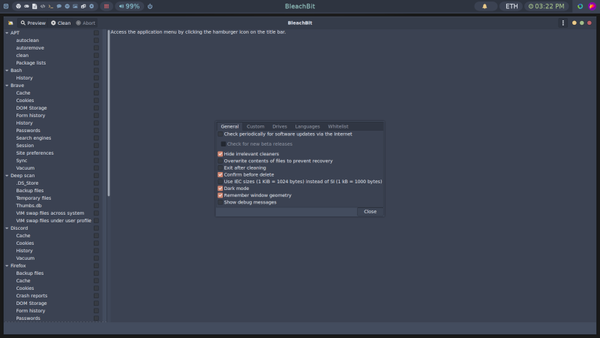 99%
BleachBit
ETH
03:22 PM
Preview
Clean
Abort
BleachBit
APT
autoclean
autoremove
clean
Package lists
Bash
History
Brave
Cache
Cookies
DOM Storage
Form history
History
Passwords
Search engines
Session
Site preferences
Sync
Vacuum
Deep scan
.DS_Store
Backup files
Temporary files
Thumbs.db
VIM swap files across system
VIM swap files under user profile
Discord
Cache
Cookies
History
Vacuum
Firefox
Backup files
Cache
Cookies
Crash reports
DOM Storage
Form history
Passwords
Access the application menu by clicking the hamburger icon on the title bar.
General Custom Drives Languages Whitelist
Check periodically for software updates via the Internet
Check for new beta releases
Hide irrelevant cleaners
Overwrite contents of files to prevent recovery
Exit after cleaning
Confirm before delete
Use IEC sizes (1 KiB = 1024 bytes) instead of SI (1 kB = 1000 bytes)
Dark mode
Remember window geometry
Show debug messages
Close